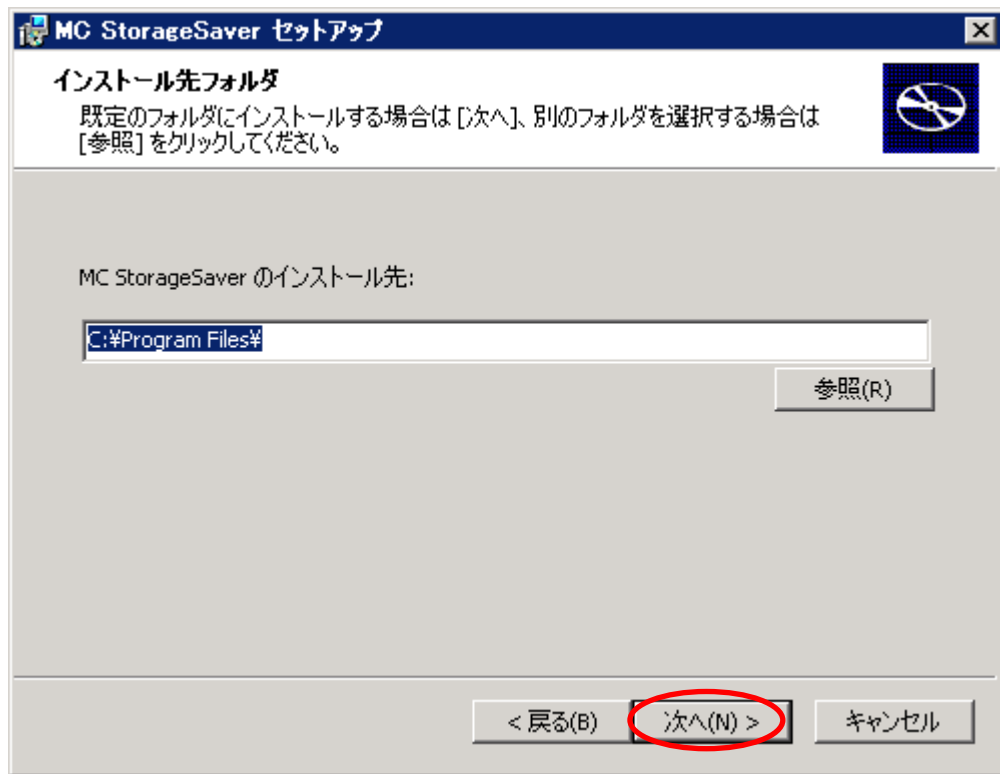 MC StorageSaver セットアップ
インストール先フォルダ
既定のフォルダにインストールする場合は [次へ]、別のフォルダを選択する場合は
[参照] をクリックしてください。
MC StorageSaver のインストール先:
C:¥Program Files¥
参照(R)
< 戻る(B) 次へ(N) > キャンセル